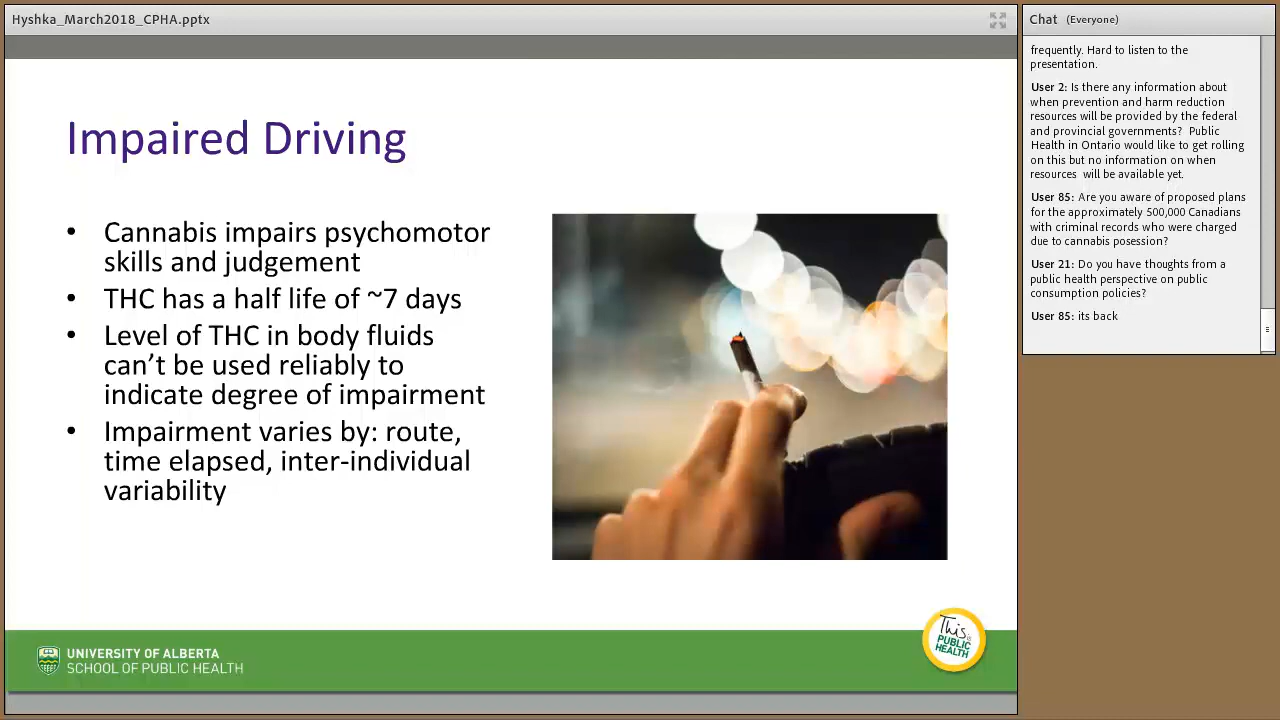 Hyshka_March2018_CPHA.pptx
Impaired Driving
• Cannabis impairs psychomotor
skills and judgement
• THC has a half life of ~7 days
• Level of THC in body fluids
can’t be used reliably to
indicate degree of impairment
• Impairment varies by: route,
time elapsed, inter-individual
variability
UNIVERSITY OF ALBERTA
SCHOOL OF PUBLIC HEALTH
This is
PUBLIC
HEALTH
Chat (Everyone)
frequently. Hard to listen to the
presentation.
User 2: Is there any information about
when prevention and harm reduction
resources will be provided by the federal
and provincial governments? Public
Health in Ontario would like to get rolling
on this but no information on when
resources will be available yet.
User 85: Are you aware of proposed plans
for the approximately 500,000 Canadians
with criminal records who were charged
due to cannabis posession?
User 21: Do you have thoughts from a
public health perspective on public
consumption policies?
User 85: its back